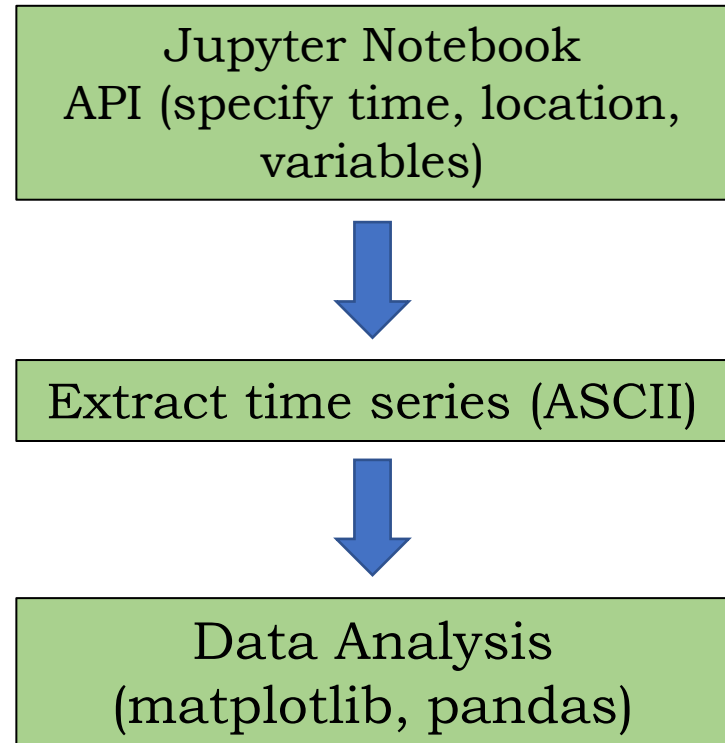 Jupyter Notebook
API (specify time, location,
variables)
Extract time series (ASCII)
Data Analysis
(matplotlib, pandas)